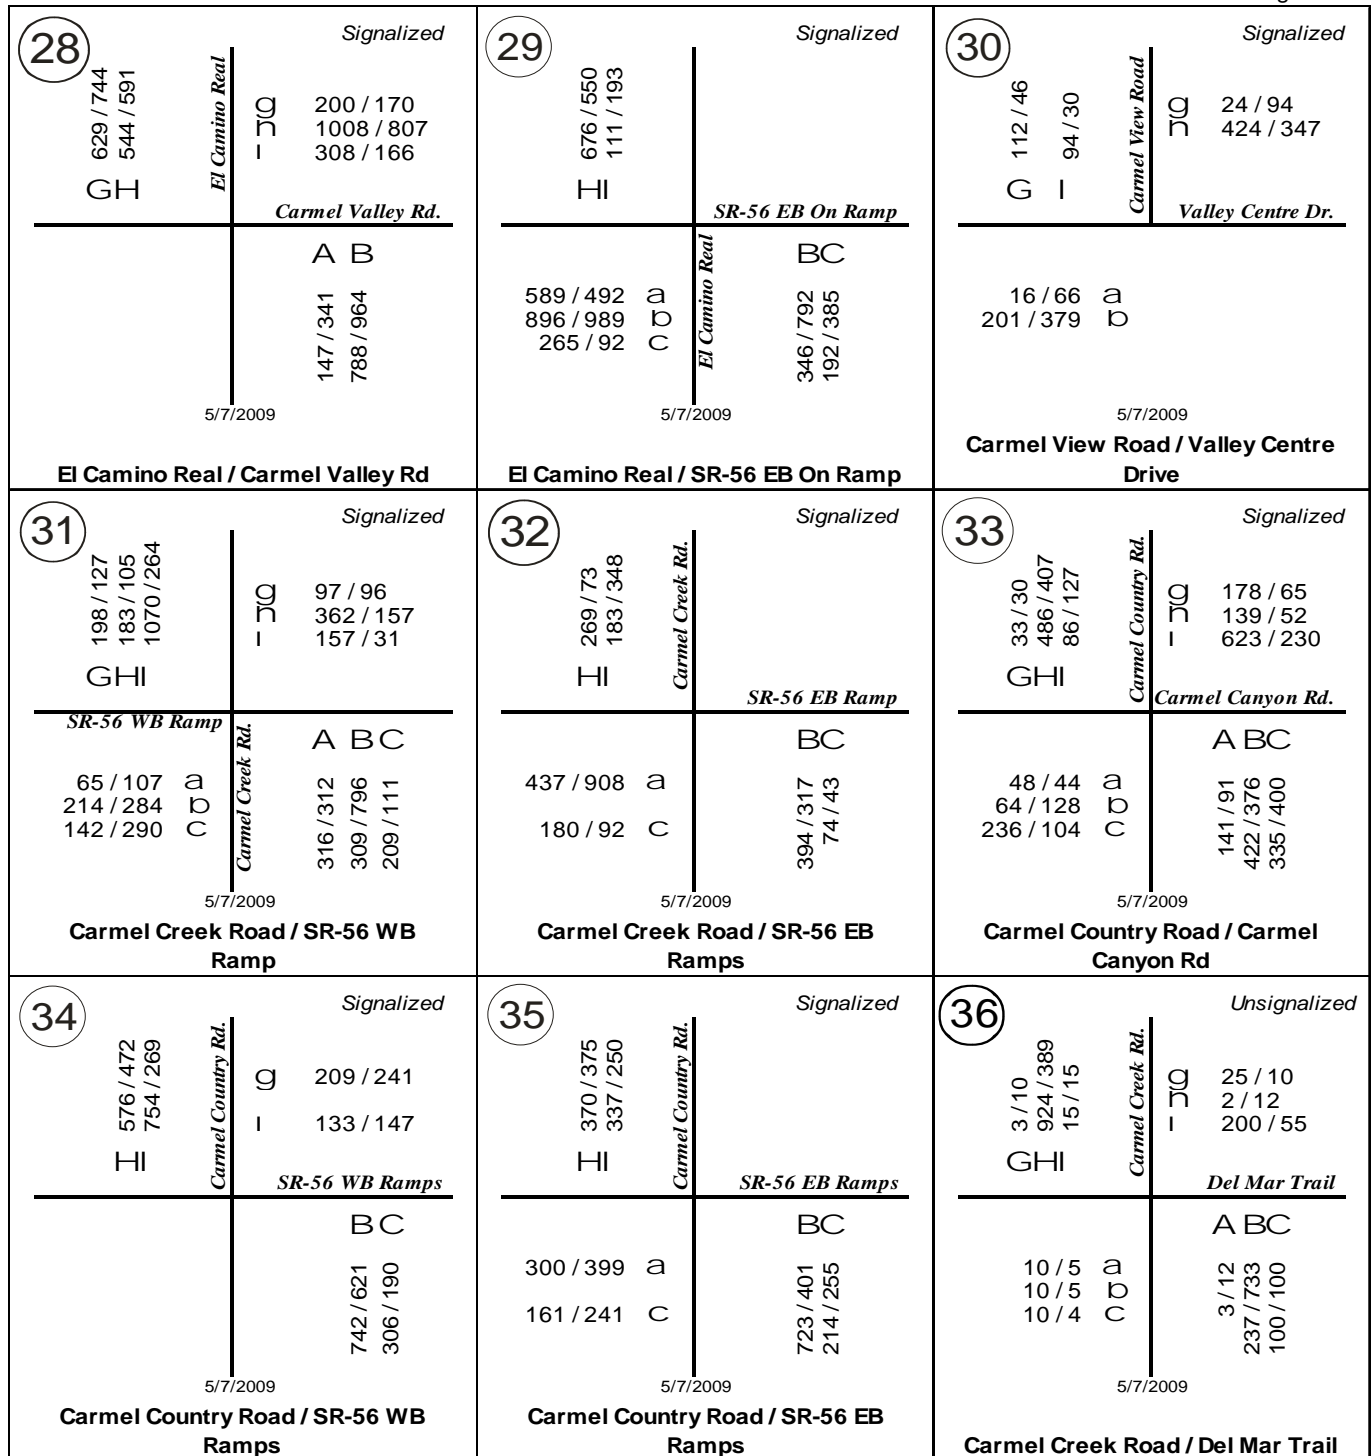 28
Signalized
629 / 744
544 / 591
El Camino Real
g 200 / 170
h 1008 / 807
i 308 / 166
GH
Carmel Valley Rd.
A B
147 / 341
788 / 964
5/7/2009
El Camino Real / Carmel Valley Rd
29
Signalized
676 / 550
111 / 193
HI
SR-56 EB On Ramp
El Camino Real
BC
589 / 492 a
896 / 989 b
265 / 92 c
346 / 792
192 / 385
5/7/2009
El Camino Real / SR-56 EB On Ramp
30
Signalized
112 / 46
94 / 30
Carmel View Road
g 24 / 94
h 424 / 347
G I
Valley Centre Dr.
16 / 66 a
201 / 379 b
5/7/2009
Carmel View Road / Valley Centre
Drive
31
Signalized
198 / 127
183 / 105
1070 / 264
g 97 / 96
h 362 / 157
i 157 / 31
GHI
SR-56 WB Ramp
Carmel Creek Rd.
A BC
65 / 107 a
214 / 284 b
142 / 290 c
316 / 312
309 / 796
209 / 111
5/7/2009
Carmel Creek Road / SR-56 WB
Ramp
32
Signalized
269 / 73
183 / 348
Carmel Creek Rd.
HI
SR-56 EB Ramp
BC
437 / 908 a
180 / 92 c
394 / 317
74 / 43
5/7/2009
Carmel Creek Road / SR-56 EB
Ramps
33
Signalized
33 / 30
486 / 407
86 / 127
Carmel Country Rd.
g 178 / 65
h 139 / 52
i 623 / 230
GHI
Carmel Canyon Rd.
A BC
48 / 44 a
64 / 128 b
236 / 104 c
141 / 91
422 / 376
335 / 400
5/7/2009
Carmel Country Road / Carmel
Canyon Rd
34
Signalized
576 / 472
754 / 269
Carmel Country Rd.
g 209 / 241
i 133 / 147
HI
SR-56 WB Ramps
BC
742 / 621
306 / 190
5/7/2009
Carmel Country Road / SR-56 WB
Ramps
35
Signalized
370 / 375
337 / 250
Carmel Country Rd.
HI
SR-56 EB Ramps
BC
300 / 399 a
161 / 241 c
723 / 401
214 / 255
5/7/2009
Carmel Country Road / SR-56 EB
Ramps
36
Unsignalized
3 / 10
924 / 389
15 / 15
Carmel Creek Rd.
g 25 / 10
h 2 / 12
i 200 / 55
GHI
Del Mar Trail
A BC
10 / 5 a
10 / 5 b
10 / 4 c
3 / 12
237 / 733
100 / 100
5/7/2009
Carmel Creek Road / Del Mar Trail